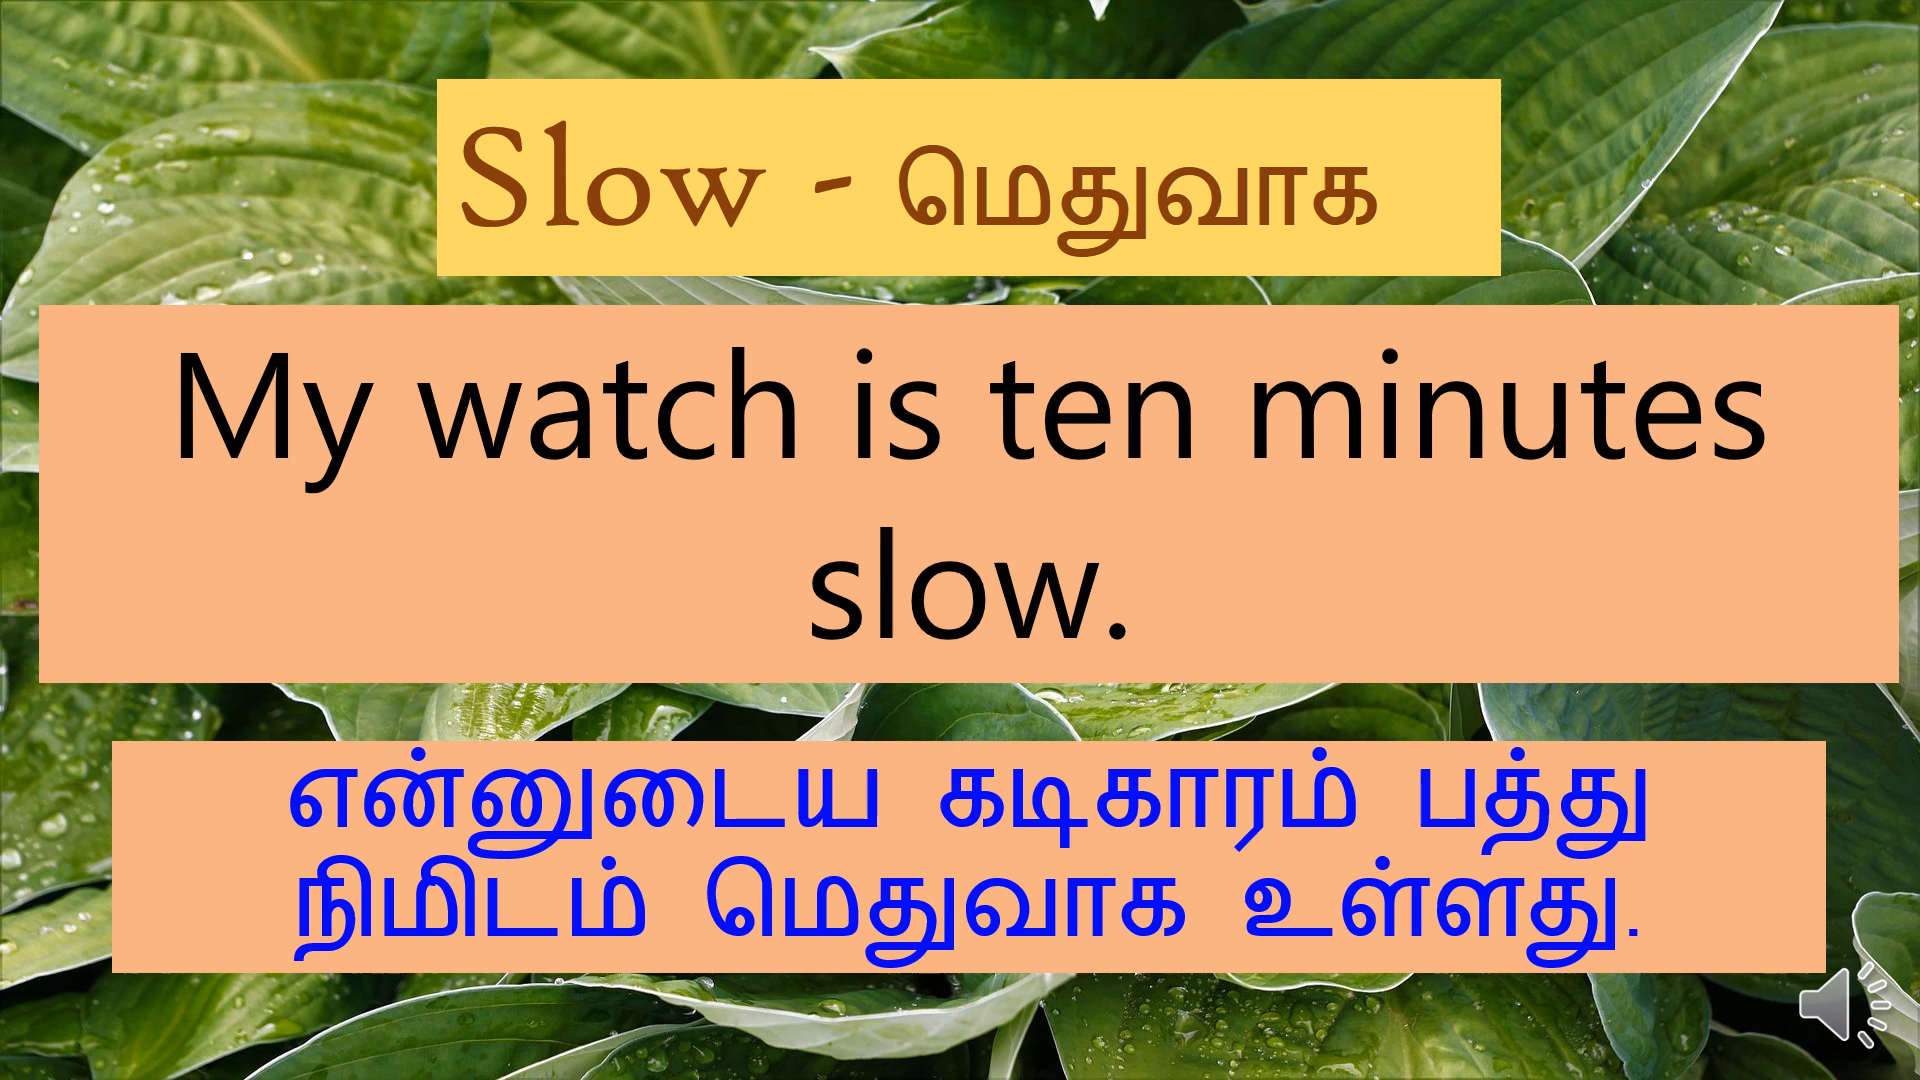 Slow - மெதுவாக
My watch is ten minutes
slow.
என்னுடைய கடிகாரம் பத்து
நிமிடம் மெதுவாக உள்ளது.